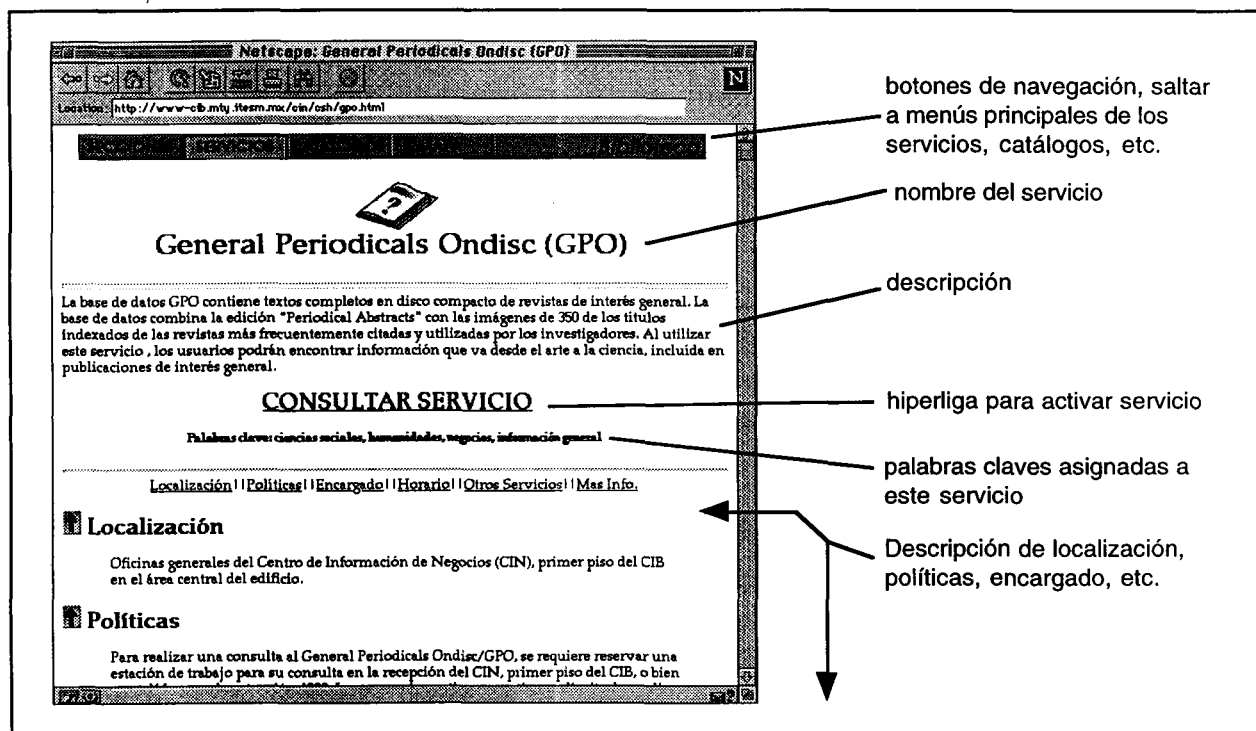 Netscape: General Periodicals Ondisc (GPO)
N
Location: http://www-cib.mty.itesm.mx/cin/csh/gpo.html
SERVICIOS
?
General Periodicals Ondisc (GPO)
La base de datos GPO contiene textos completos en disco compacto de revistas de interés general. La
base de datos combina la edición "Periodical Abstracts" con las imágenes de 350 de los títulos
indexados de las revistas más frecuentemente citadas y utilizadas por los investigadores. Al utilizar
este servicio , los usuarios podrán encontrar información que va desde el arte a la ciencia, incluída en
publicaciones de interés general.
CONSULTAR SERVICIO
Palabras claves: ciencias sociales, humanidades, negocios, información general
Localización||Políticas||Encargado||Horario||Otros Servicios||Mas Info.
Localización
Oficinas generales del Centro de Información de Negocios (CIN), primer piso del CIB
en el área central del edificio.
Políticas
Para realizar una consulta al General Periodicals Ondisc/GPO, se requiere reservar una
estación de trabajo para su consulta en la recepción del CIN, primer piso del CIB, o bien
botones de navegación, saltar
a menús principales de los
servicios, catálogos, etc.
nombre del servicio
descripción
hiperliga para activar servicio
palabras claves asignadas a
este servicio
Descripción de localización,
políticas, encargado, etc.